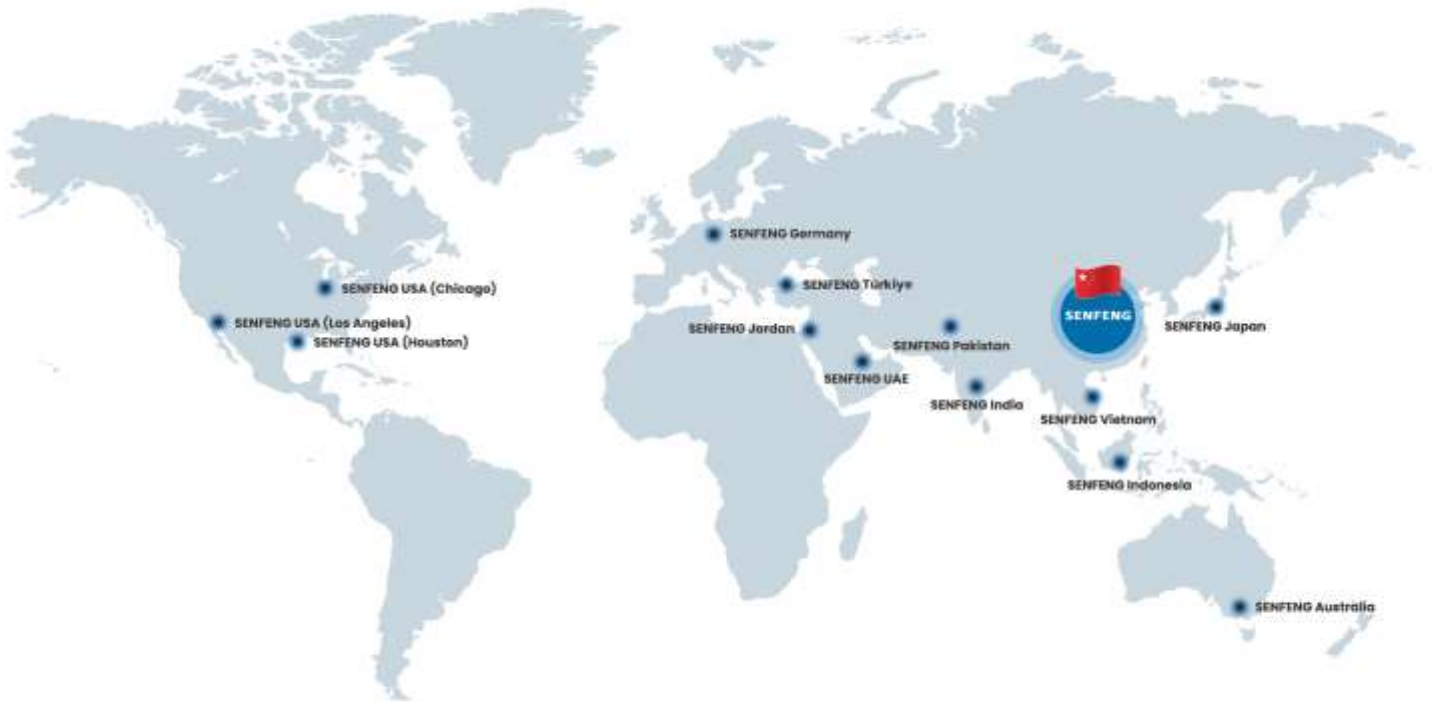 SENFENG Germany
SENFENG Türkiye
SENFENG USA (Chicago)
SENFENG
SENFENG USA (Los Angeles)
SENFENG Jordan
SENFENG Japan
SENFENG USA (Houston)
SENFENG Pakistan
SENFENG UAE
SENFENG India
SENFENG Vietnam
SENFENG Indonesia
SENFENG Australia